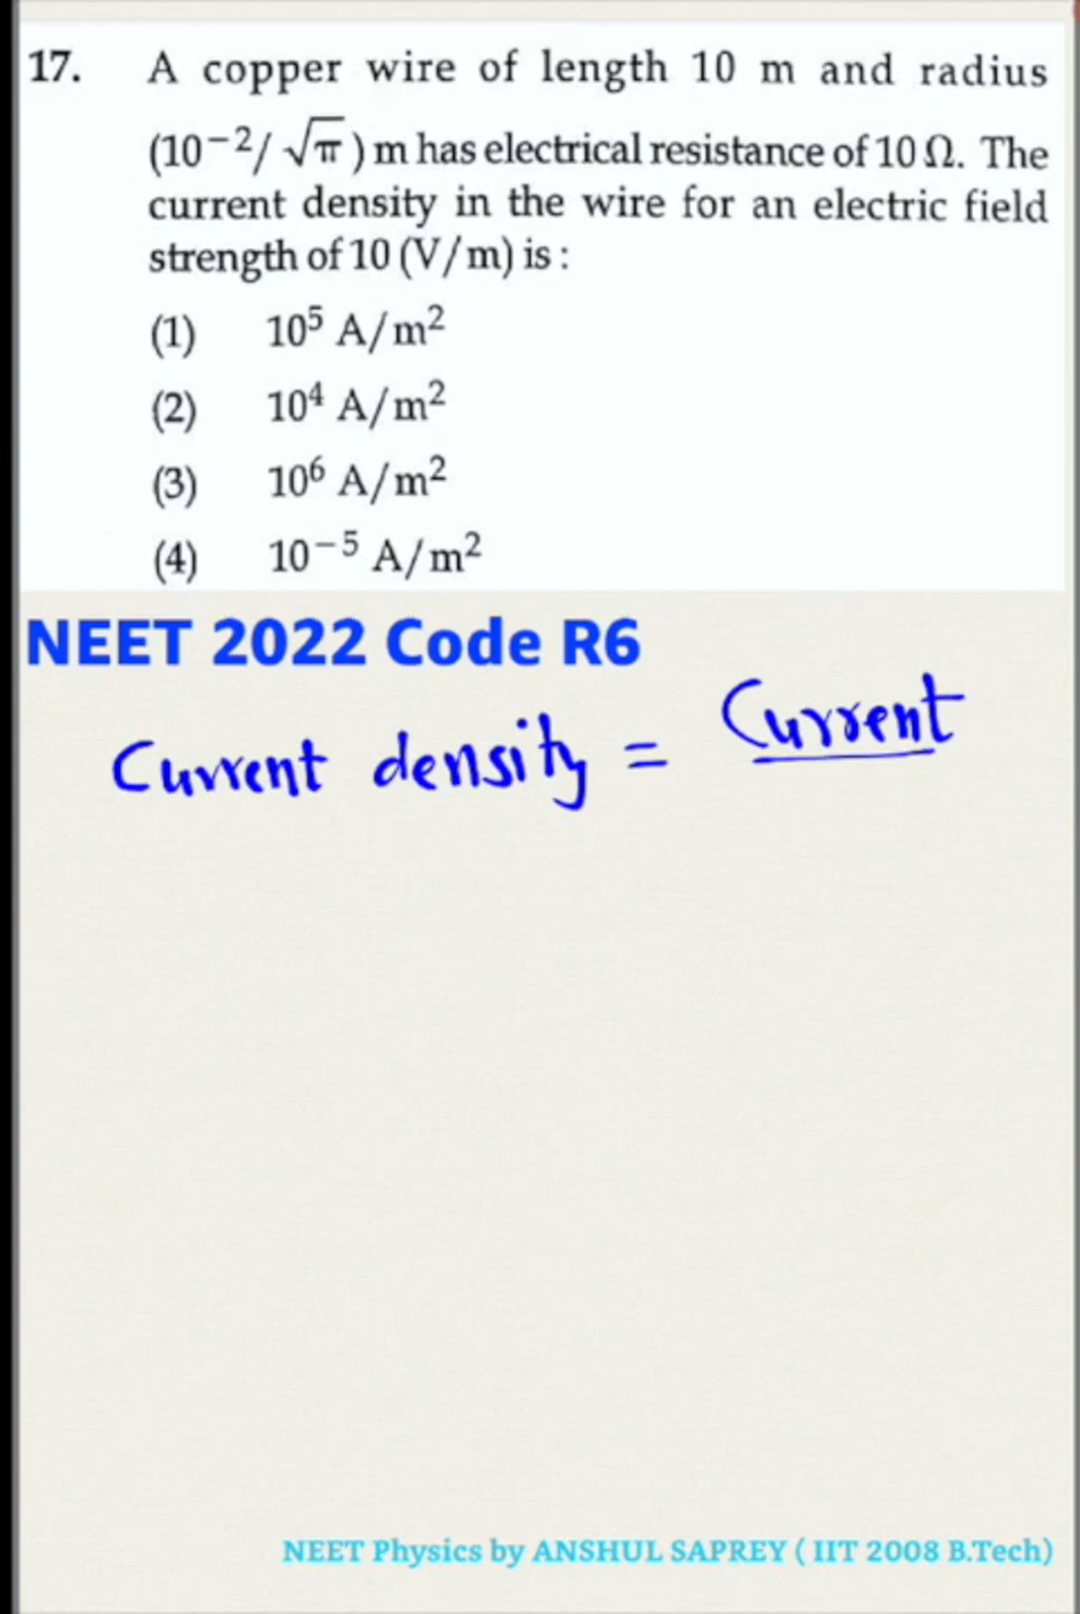 17. A copper wire of length 10 m and radius
(10⁻²/√π) m has electrical resistance of 10 Ω. The
current density in the wire for an electric field
strength of 10 (V/m) is :
(1) 10⁵ A/m²
(2) 10⁴ A/m²
(3) 10⁶ A/m²
(4) 10⁻⁵ A/m²
NEET 2022 Code R6
Current density = Current
NEET Physics by ANSHUL SAPREY ( IIT 2008 B.Tech)